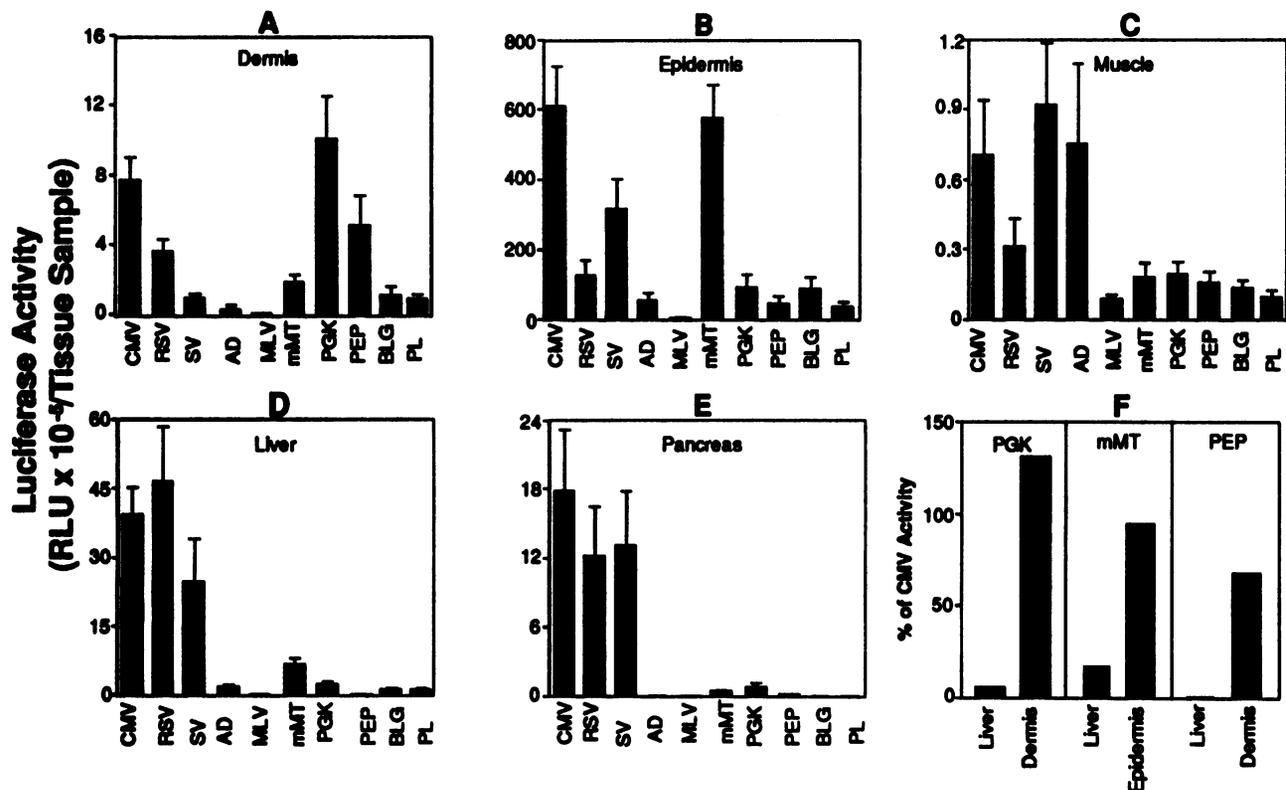 Luciferase Activity
(RLU x 10⁻⁵/Tissue Sample)
A
Dermis
16
12
8
4
0
CMV
RSV
SV
AD
MLV
mMT
PGK
PEP
BLG
PL
B
Epidermis
800
600
400
200
0
CMV
RSV
SV
AD
MLV
mMT
PGK
PEP
BLG
PL
C
Muscle
1.2
0.9
0.6
0.3
0
CMV
RSV
SV
AD
MLV
mMT
PGK
PEP
BLG
PL
D
Liver
60
45
30
15
0
CMV
RSV
SV
AD
MLV
mMT
PGK
PEP
BLG
PL
E
Pancreas
24
18
12
6
0
CMV
RSV
SV
AD
MLV
mMT
PGK
PEP
BLG
PL
F
% of CMV Activity
150
100
50
0
PGK
mMT
PEP
Liver
Dermis
Liver
Epidermis
Liver
Dermis